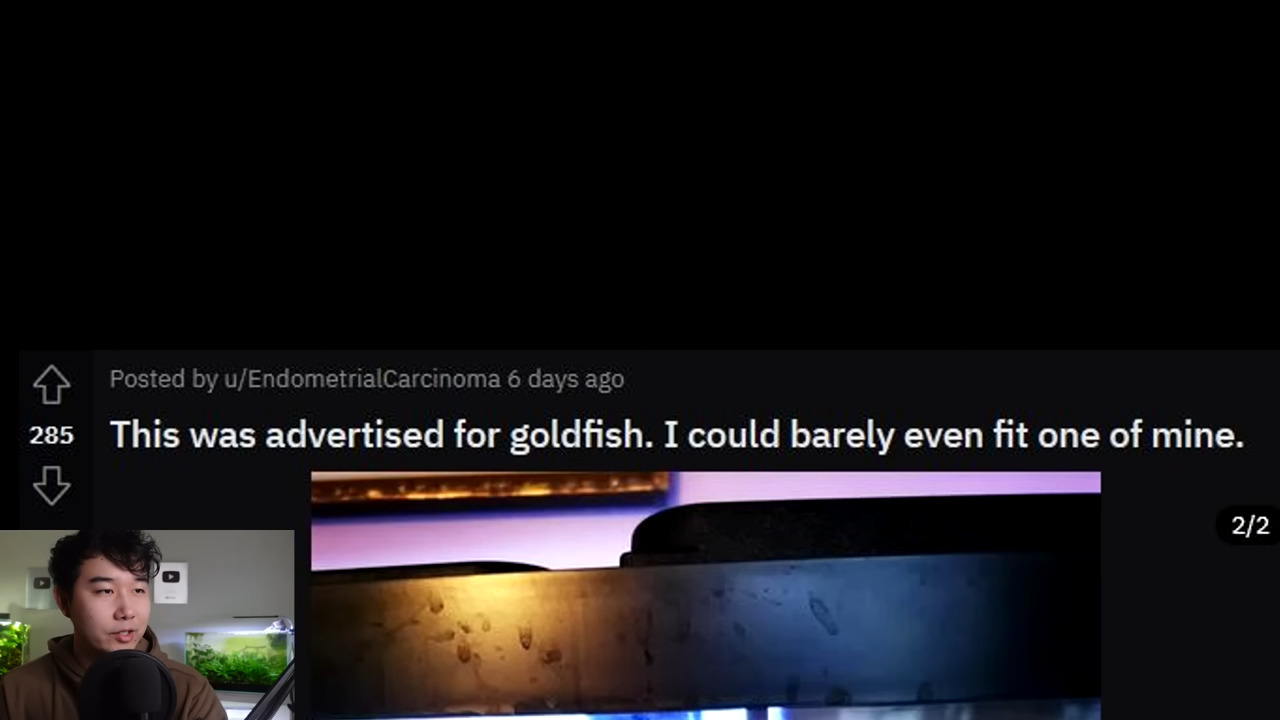 Posted by u/EndometrialCarcinoma 6 days ago
285
This was advertised for goldfish. I could barely even fit one of mine.
2/2